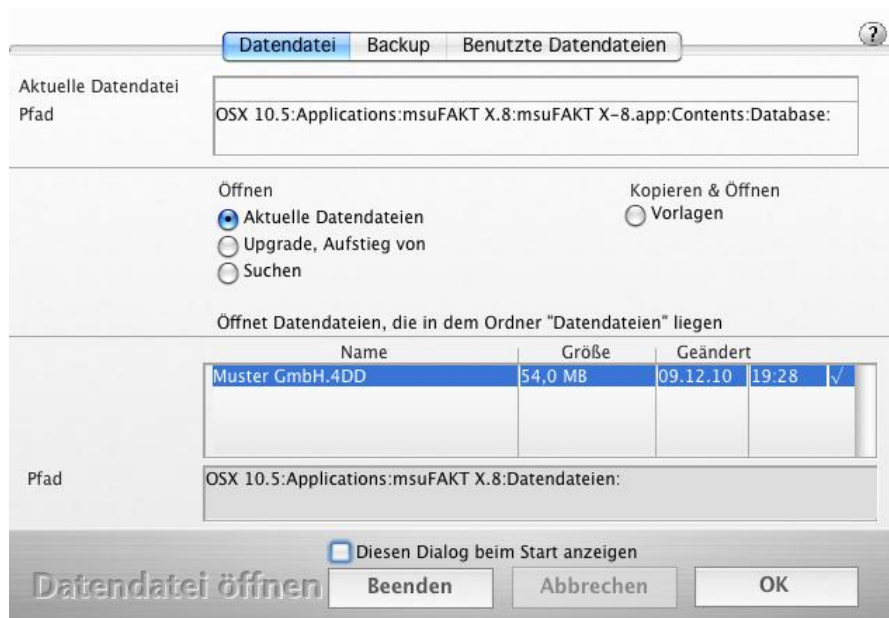 Datendatei Backup Benutzte Datendateien ?
Aktuelle Datendatei
Pfad OSX 10.5:Applications:msuFAKT X.8:msuFAKT X-8.app:Contents:Database:
Öffnen Kopieren & Öffnen
Aktuelle Datendateien Vorlagen
Upgrade, Aufstieg von
Suchen
Öffnet Datendateien, die in dem Ordner "Datendateien" liegen
Name Größe Geändert
Muster GmbH.4DD 54,0 MB 09.12.10 19:28 √
Pfad OSX 10.5:Applications:msuFAKT X.8:Datendateien:
Diesen Dialog beim Start anzeigen
Datendatei öffnen Beenden Abbrechen OK